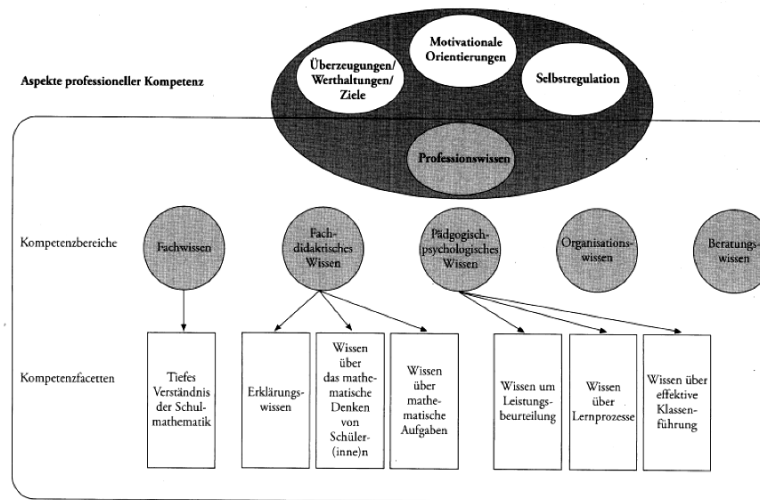 Motivationale
Orientierungen
Überzeugungen/
Werthaltungen/
Ziele
Selbstregulation
Aspekte professioneller Kompetenz
Professionswissen
Kompetenzbereiche
Fachwissen
Fach-
didakrisches
Wissen
Pädgogisch-
psychologisches
Wissen
Organisations-
wissen
Beratungs-
wissen
Kompetenzfacetten
Tiefes
Verständnis
der Schul-
mathematik
Erklärungs-
wissen
Wissen
über
das mathe-
matische
Denken
von
Schüler-
(inne)n
Wissen
über
mathe-
matische
Aufgaben
Wissen um
Leistungs-
beurteilung
Wissen
über
Lernprozesse
Wissen über
effektive
Klassen-
führung